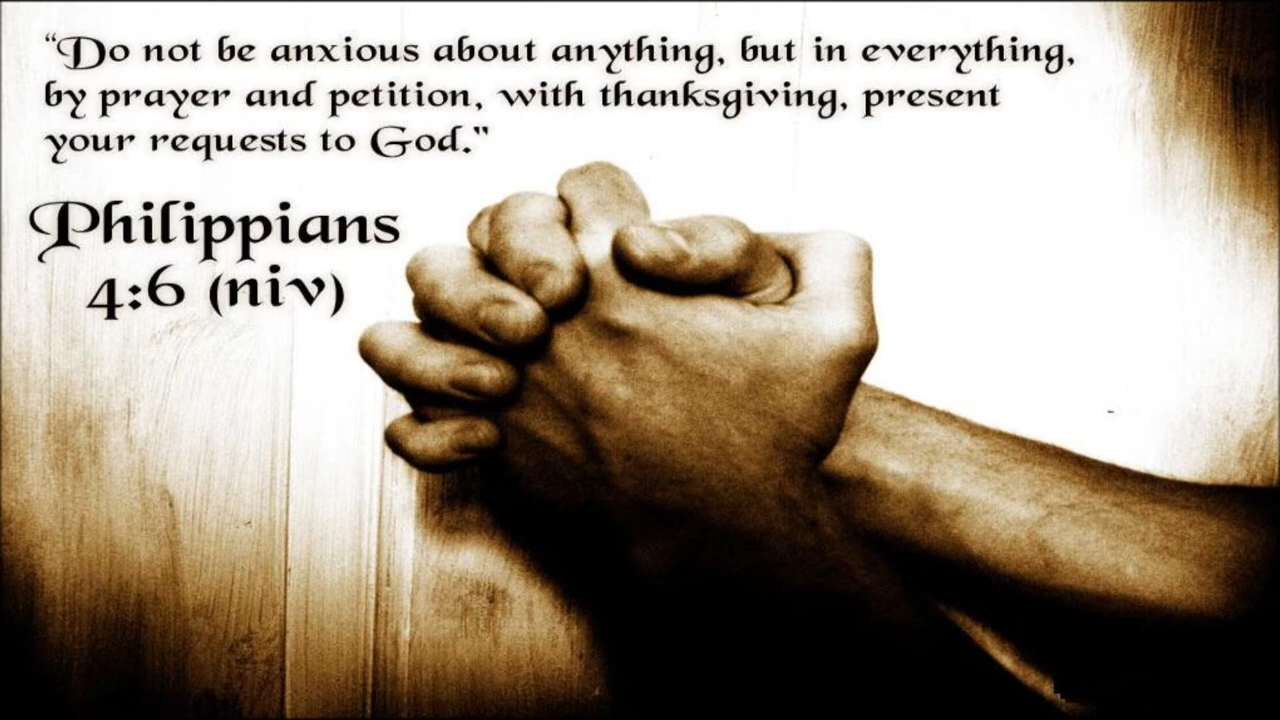 “Do not be anxious about anything, but in everything,
by prayer and petition, with thanksgiving, present
your requests to God."
Philippians
4:6 (niv)